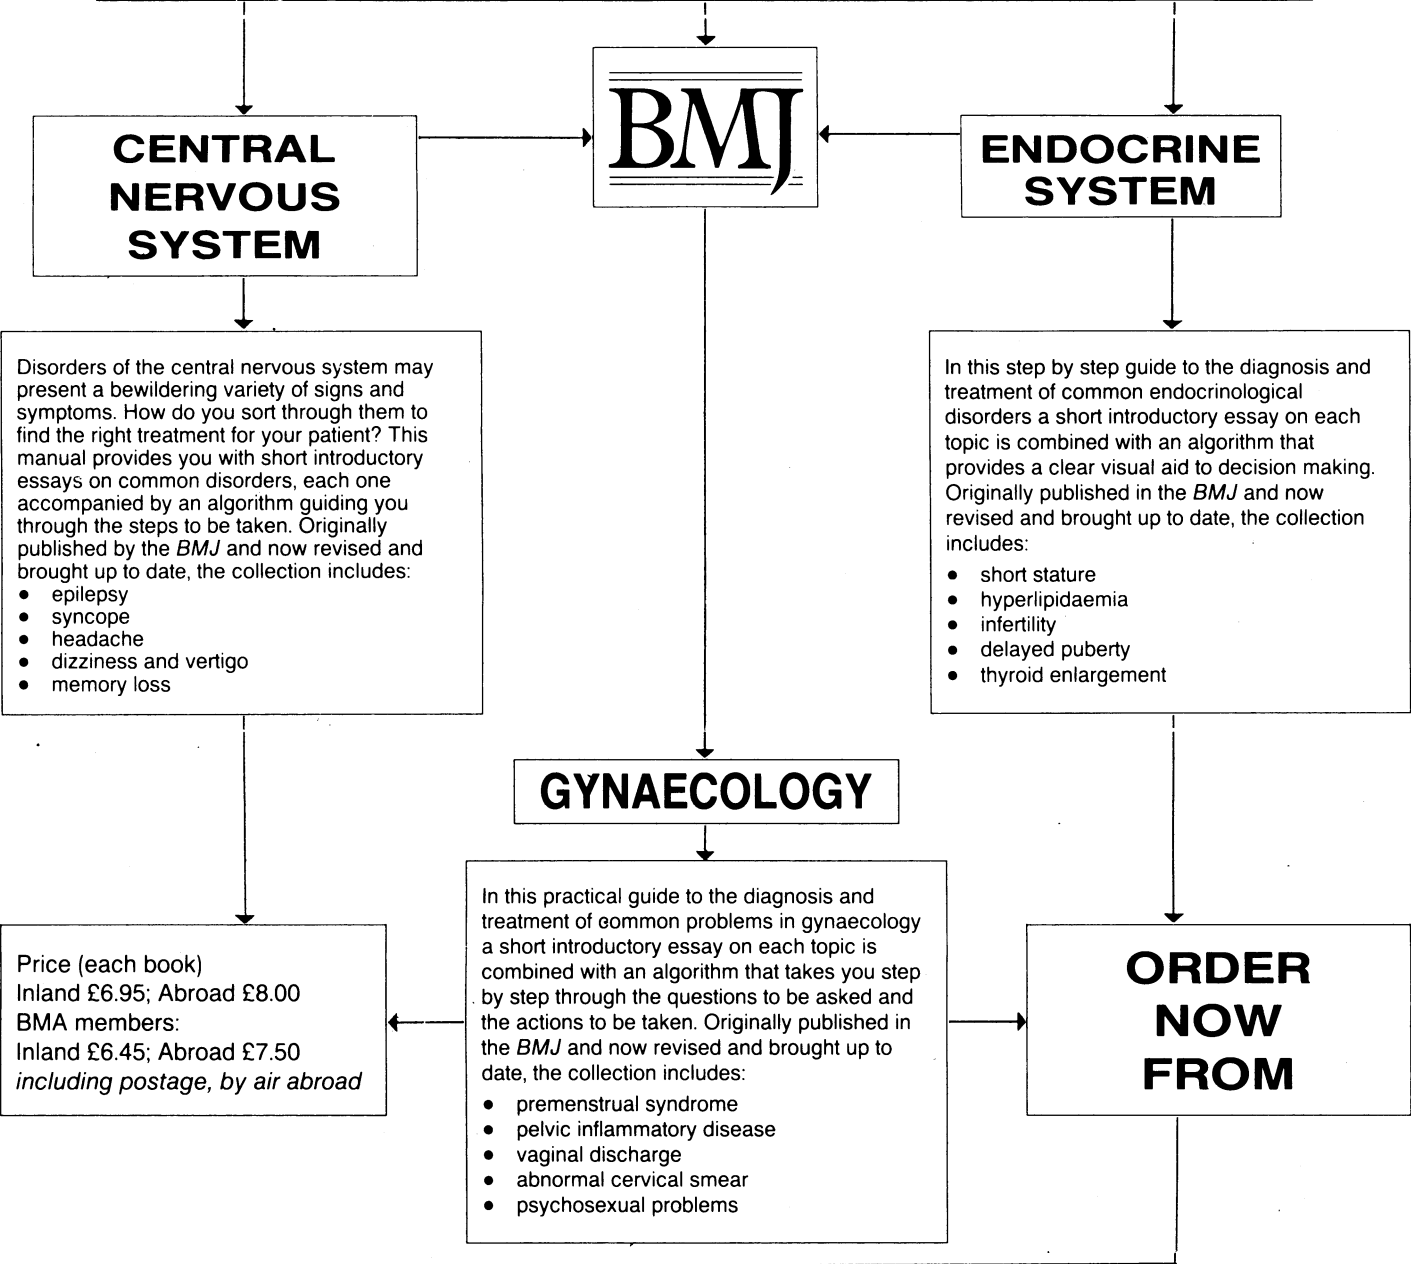 BMJ
CENTRAL
NERVOUS
SYSTEM
ENDOCRINE
SYSTEM
Disorders of the central nervous system may
present a bewildering variety of signs and
symptoms. How do you sort through them to
find the right treatment for your patient? This
manual provides you with short introductory
essays on common disorders, each one
accompanied by an algorithm guiding you
through the steps to be taken. Originally
published by the BMJ and now revised and
brought up to date, the collection includes:
• epilepsy
• syncope
• headache
• dizziness and vertigo
• memory loss
In this step by step guide to the diagnosis and
treatment of common endocrinological
disorders a short introductory essay on each
topic is combined with an algorithm that
provides a clear visual aid to decision making.
Originally published in the BMJ and now
revised and brought up to date, the collection
includes:
• short stature
• hyperlipidaemia
• infertility
• delayed puberty
• thyroid enlargement
GYNAECOLOGY
In this practical guide to the diagnosis and
treatment of common problems in gynaecology
a short introductory essay on each topic is
combined with an algorithm that takes you step
by step through the questions to be asked and
the actions to be taken. Originally published in
the BMJ and now revised and brought up to
date, the collection includes:
• premenstrual syndrome
• pelvic inflammatory disease
• vaginal discharge
• abnormal cervical smear
• psychosexual problems
Price (each book)
Inland £6.95; Abroad £8.00
BMA members:
Inland £6.45; Abroad £7.50
including postage, by air abroad
ORDER
NOW
FROM